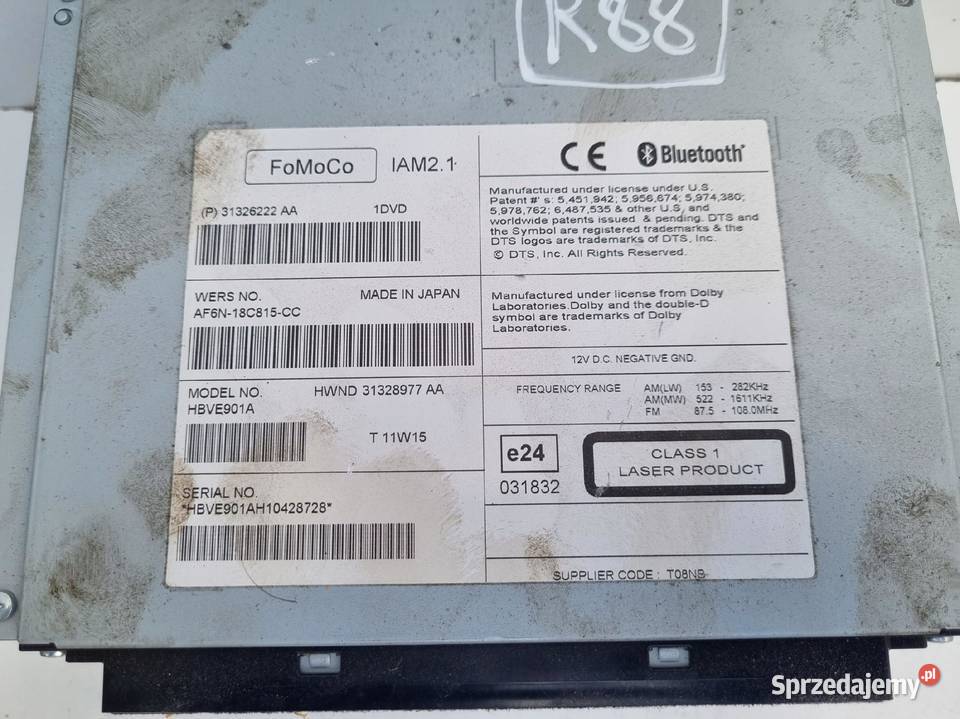 R88
FoMoCo IAM2.1
(P) 31326222 AA 1DVD
WERS NO. MADE IN JAPAN
AF6N-18C815-CC
MODEL NO. HWND 31328977 AA
HBVE901A
T 11W15
SERIAL NO.
*HBVE901AH10428728*
CE Bluetooth
Manufactured under license under U.S.
Patent #' s: 5,451,942; 5,956,674; 5,974,380;
5,978,762; 6,487,535 & other U.S, and
worldwide patents issued & pending. DTS and
the Symbol are registered trademarks & the
DTS logos are trademarks of DTS, Inc.
© DTS, Inc. All Rights Reserved.
Manufactured under license from Dolby
Laboratories.Dolby and the double-D
symbol are trademarks of Dolby
Laboratories.
12V D.C. NEGATIVE GND.
FREQUENCY RANGE AM(LW) 153 - 282KHz
AM(MW) 522 - 1611KHz
FM 87.5 - 108.0MHz
e24
031832
CLASS 1
LASER PRODUCT
SUPPLIER CODE : T08NB
Sprzedajemy.pl